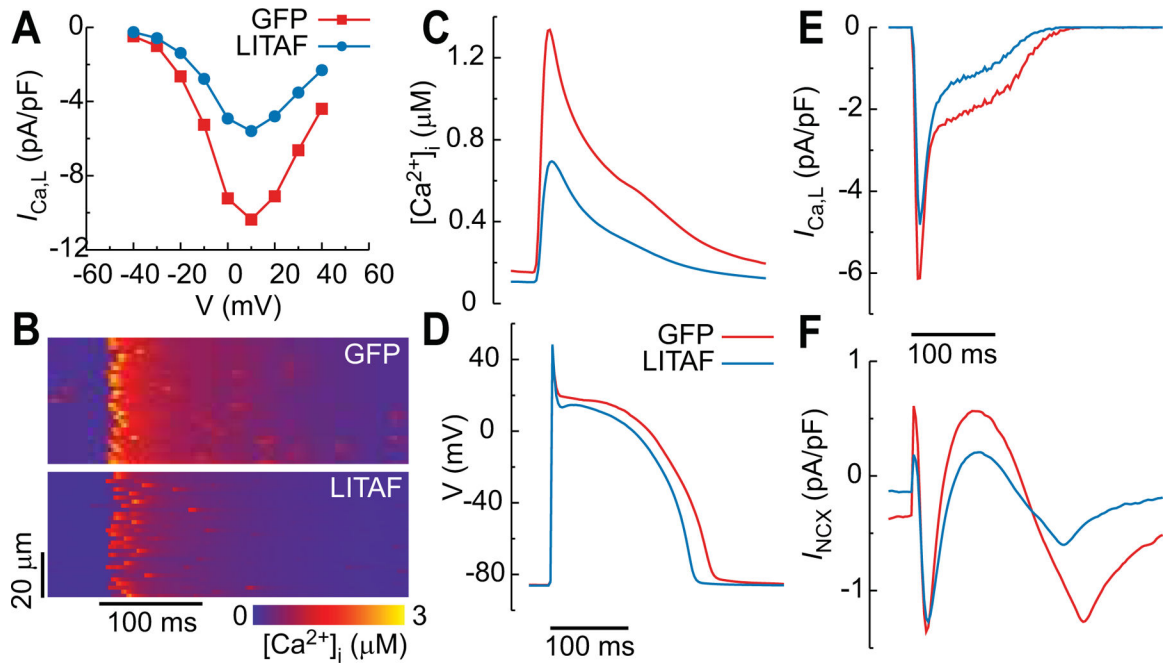 A
GFP
LITAF
0
-4
-8
-12
I_Ca,L (pA/pF)
-60 -40 -20 0 20 40 60
V (mV)
B
GFP
LITAF
20 μm
100 ms
0 3
[Ca2+]i (μM)
C
1.2
0.8
0.4
0
[Ca2+]i (μM)
D
GFP
LITAF
40
0
-40
-80
V (mV)
100 ms
E
0
-2
-4
-6
ICa,L (pA/pF)
100 ms
F
1
0
-1
INCX (pA/pF)